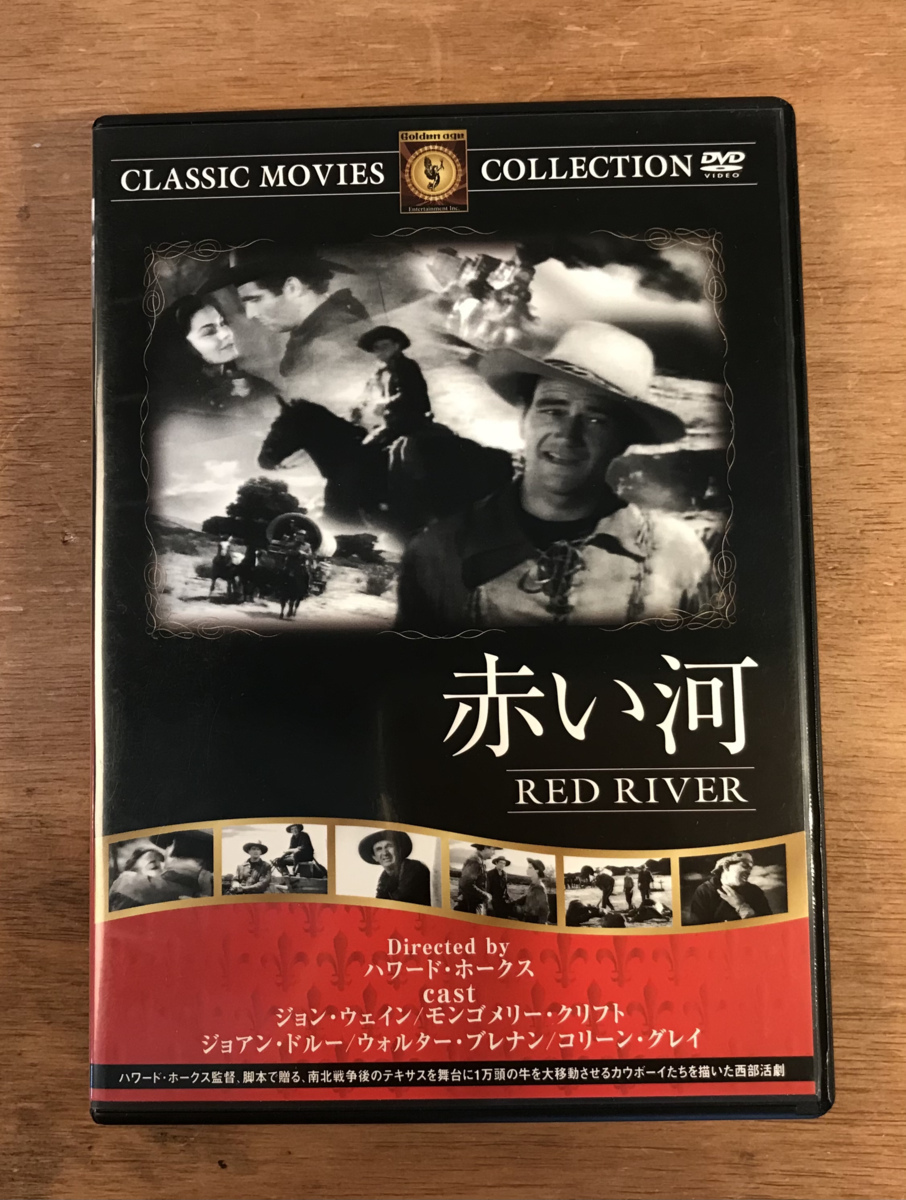 Golden age
CLASSIC MOVIES COLLECTION DVD
VIDEO
Entertainment Inc.
赤い河
RED RIVER
Directed by
ハワード・ホークス
cast
ジョン・ウェイン/モンゴメリー・クリフト
ジョアン・ドルー/ウォルター・ブレナン/コリーン・グレイ
ハワード・ホークス監督、脚本で贈る、南北戦争後のテキサスを舞台に1万頭の牛を大移動させるカウボーイたちを描いた西部活劇